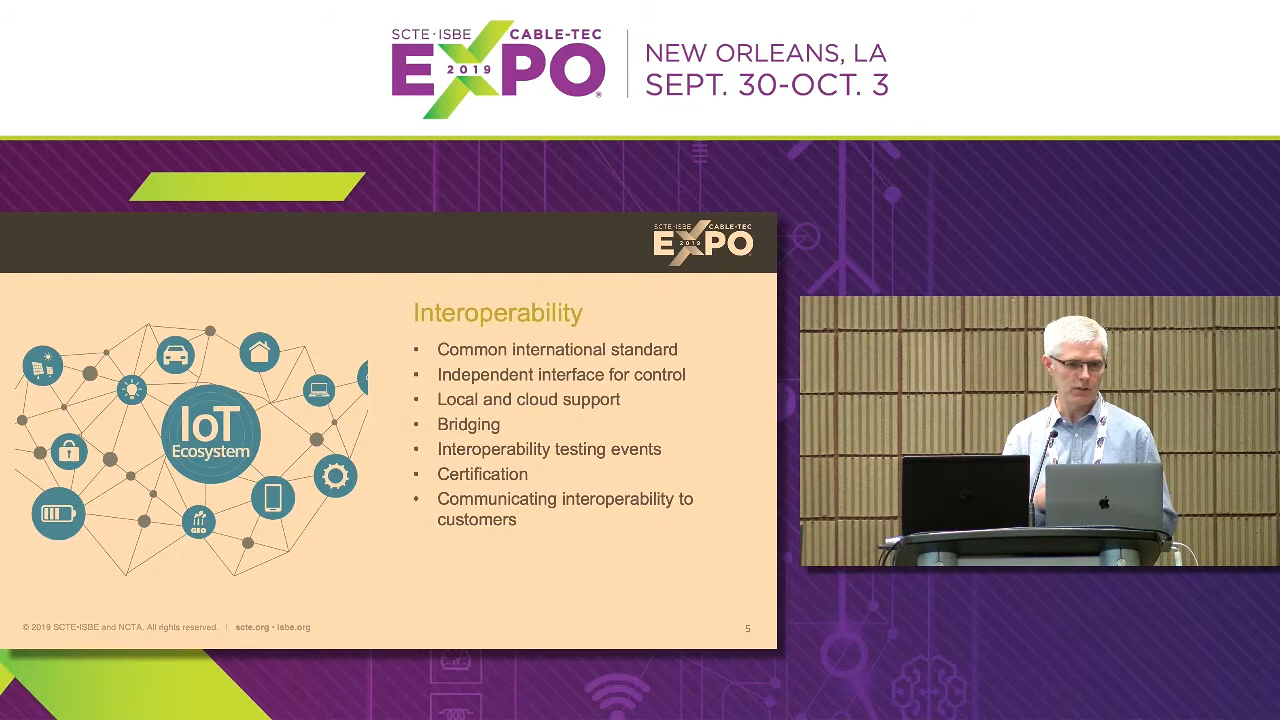 SCTE•ISBE CABLE-TEC
EXPO
2019
NEW ORLEANS, LA
SEPT. 30-OCT. 3
SCTE•ISBE CABLE-TEC
EXPO
2019
Interoperability
• Common international standard
• Independent interface for control
• Local and cloud support
• Bridging
• Interoperability testing events
• Certification
• Communicating interoperability to
customers
IoT
Ecosystem
GEO
© 2019 SCTE•ISBE and NCTA. All rights reserved. | scte.org • isbe.org
5